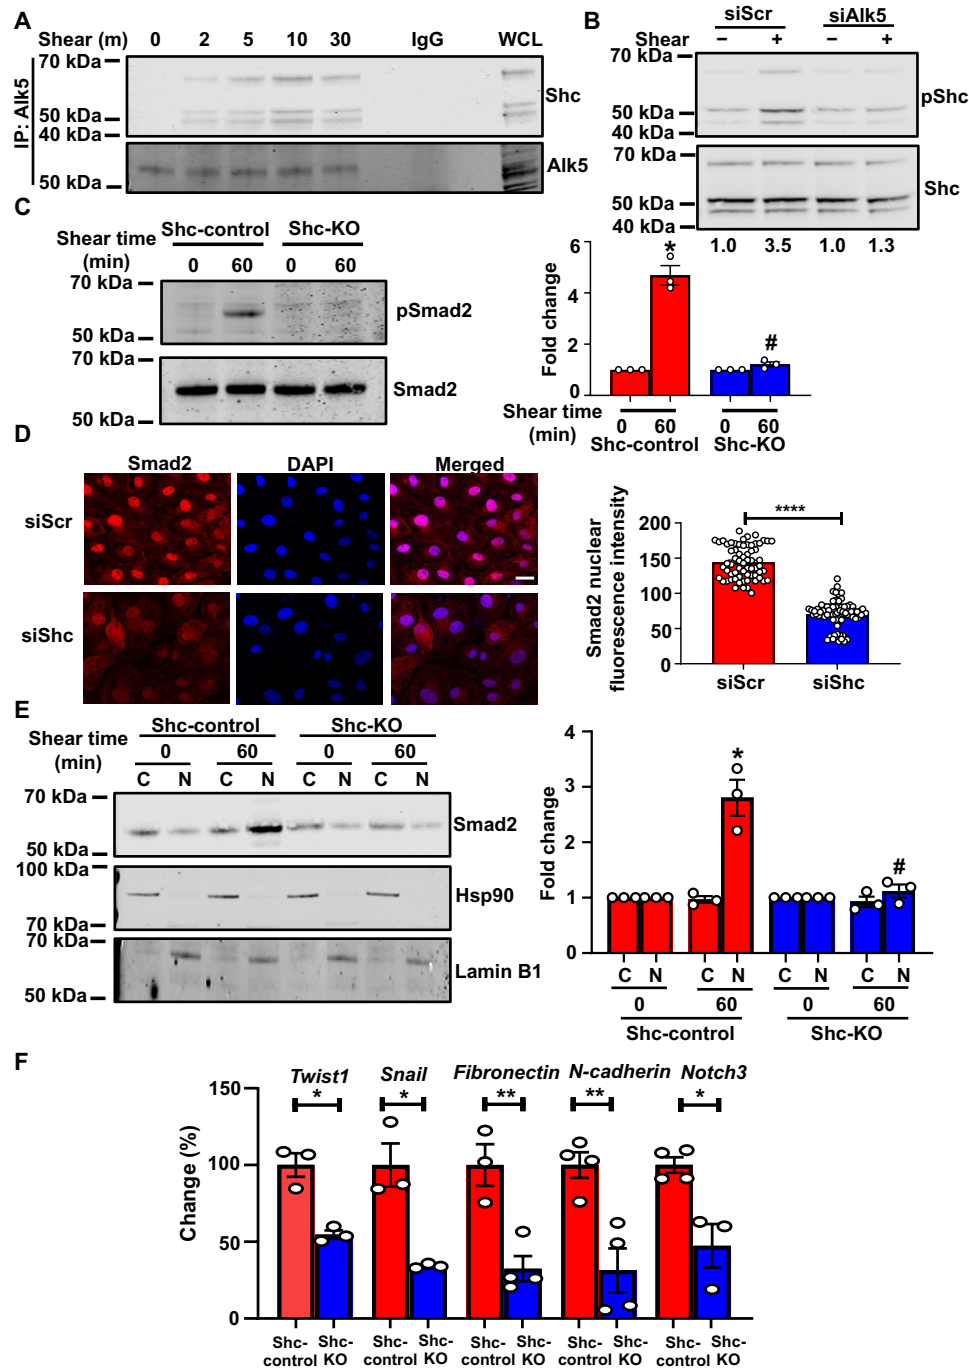 A
Shear (m) 0 2 5 10 30 IgG WCL
70 kDa
Shc
50 kDa
40 kDa
IP: Alk5
Alk5
50 kDa
B
siScr siAlk5
Shear – + – +
70 kDa
pShc
50 kDa
40 kDa
70 kDa
Shc
50 kDa
40 kDa
1.0 3.5 1.0 1.3
C
Shc-control Shc-KO
Shear time
(min) 0 60 0 60
70 kDa
pSmad2
50 kDa
70 kDa
Smad2
50 kDa
Fold change
6
4
2
0
*
#
Shear time
(min) 0 60 0 60
Shc-control Shc-KO
D
Smad2 DAPI Merged
siScr
siShc
Smad2 nuclear
fluorescence intensity
200
150
100
50
0
****
siScr siShc
E
Shc-control Shc-KO
Shear time
(min) 0 60 0 60
C N C N C N C N
70 kDa
Smad2
50 kDa
100 kDa
Hsp90
70 kDa
70 kDa
Lamin B1
50 kDa
Fold change
4
3
2
1
0
*
#
C N C N C N C N
0 60 0 60
Shc-control Shc-KO
F
Change (%)
150
100
50
0
Twist1 Snail Fibronectin N-cadherin Notch3
* * ** ** *
Shc- Shc- Shc- Shc- Shc- Shc- Shc- Shc- Shc- Shc-
control KO control KO control KO control KO control KO